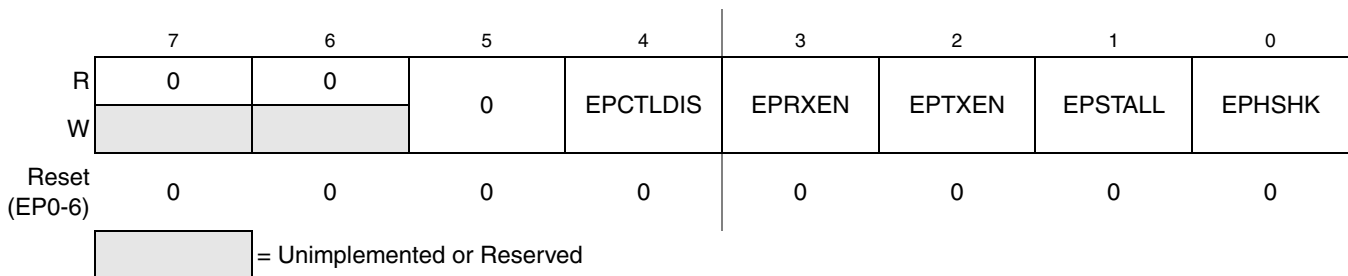 7 6 5 4 3 2 1 0
R 0 0 0 EPCTLDIS EPRXEN EPTXEN EPSTALL EPHSHK
W
Reset
(EP0-6) 0 0 0 0 0 0 0 0
= Unimplemented or Reserved